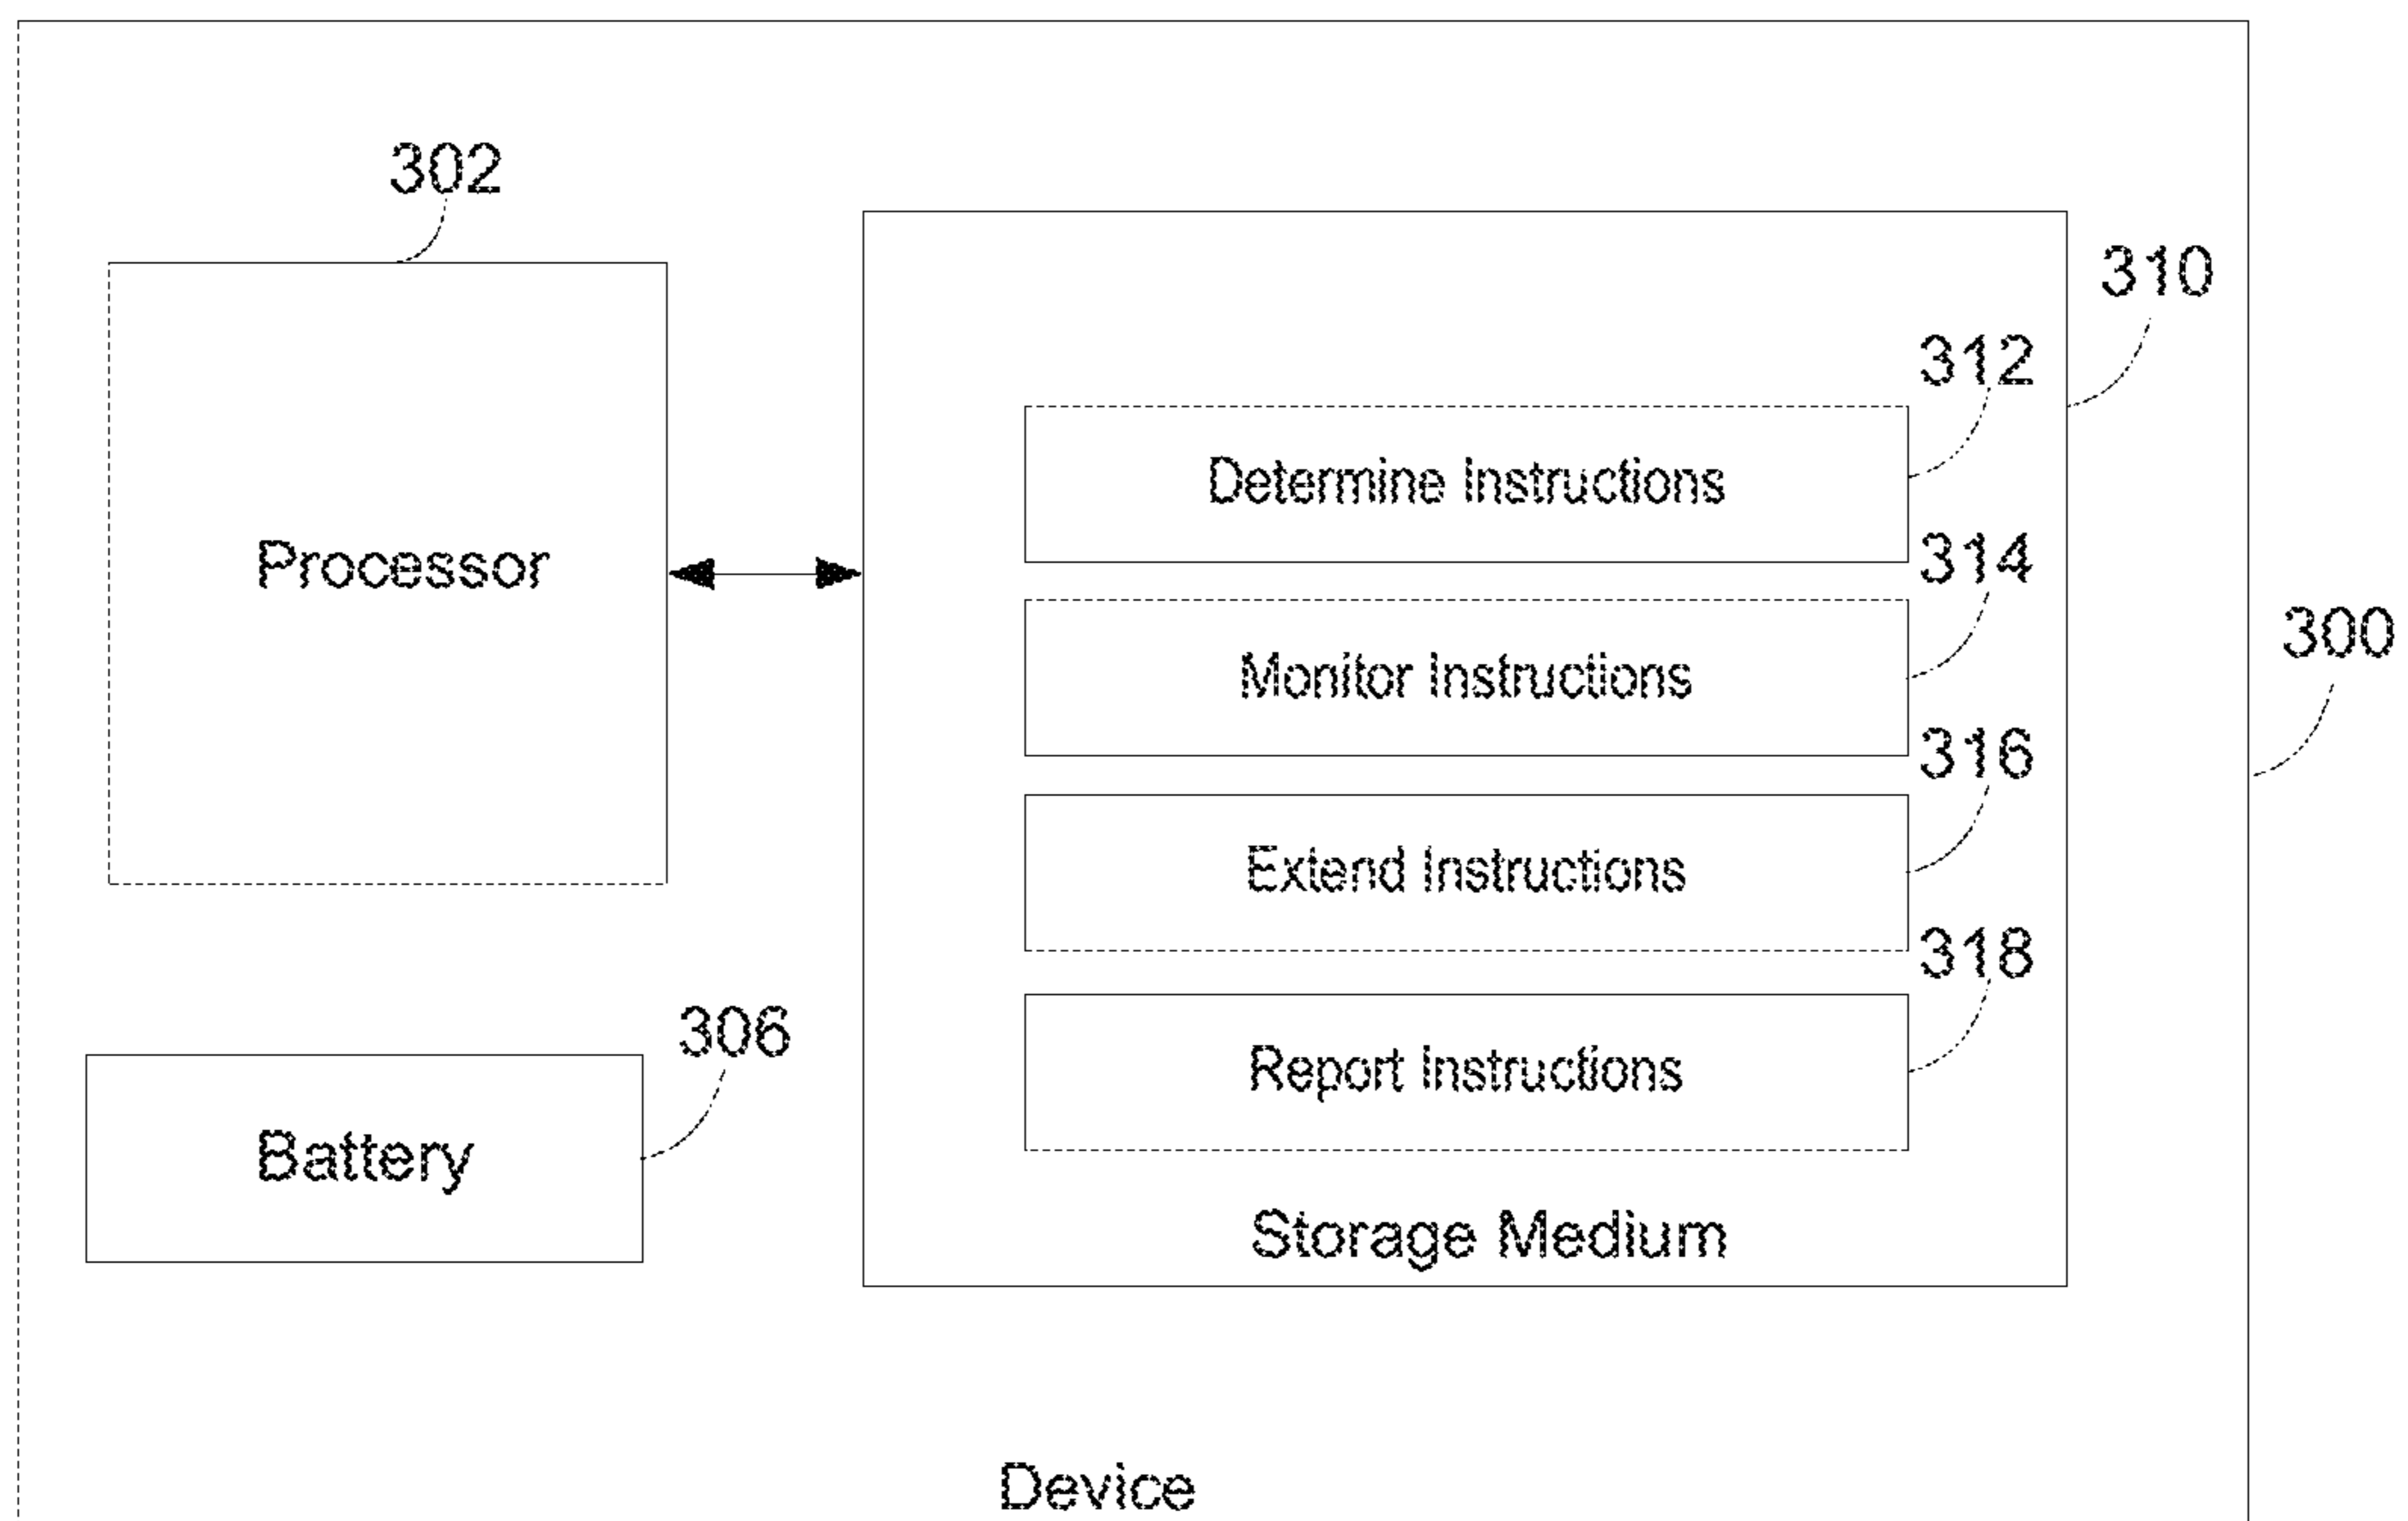 302
310
312
Determine Instructions
314
Processor
300
Monitor Instructions
316
Extend Instructions
318
306
Report Instructions
Battery
Storage Medium
Device